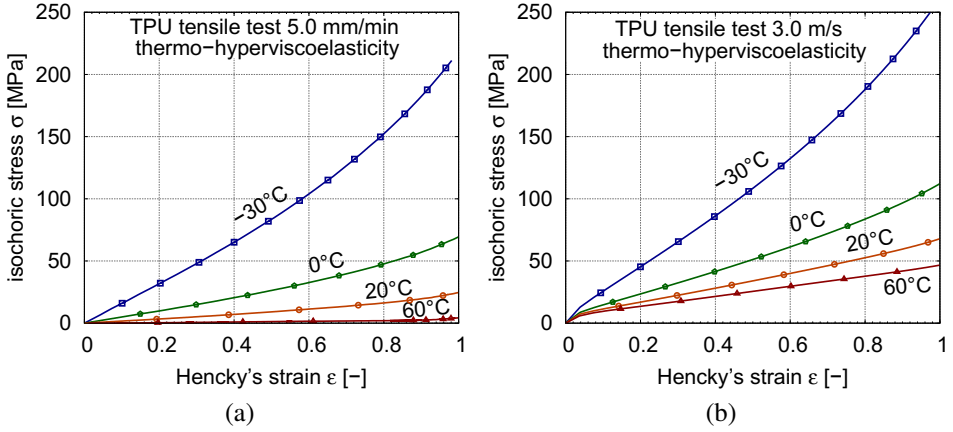 TPU tensile test 5.0 mm/min
thermo−hyperviscoelasticity
isochoric stress σ [MPa]
250
200
150
100
50
0
−30°C
0°C
20°C
60°C
0 0.2 0.4 0.6 0.8 1
Hencky's strain ε [−]
(a)
TPU tensile test 3.0 m/s
thermo−hyperviscoelasticity
isochoric stress σ [MPa]
250
200
150
100
50
0
−30°C
0°C
20°C
60°C
0 0.2 0.4 0.6 0.8 1
Hencky's strain ε [−]
(b)